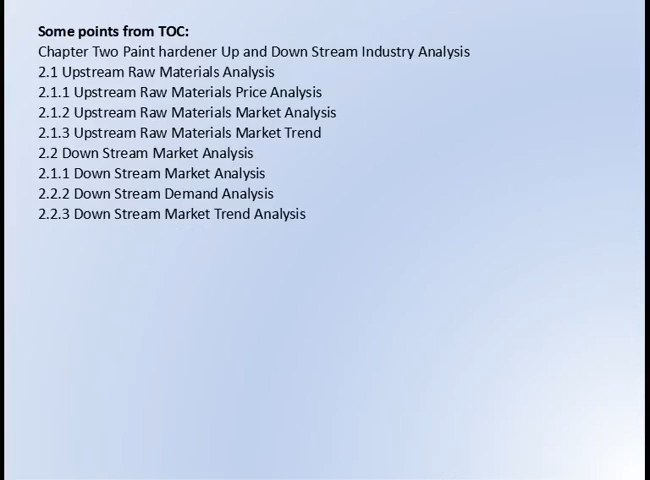 Some points from TOC:
Chapter Two Paint hardener Up and Down Stream Industry Analysis
2.1 Upstream Raw Materials Analysis
2.1.1 Upstream Raw Materials Price Analysis
2.1.2 Upstream Raw Materials Market Analysis
2.1.3 Upstream Raw Materials Market Trend
2.2 Down Stream Market Analysis
2.1.1 Down Stream Market Analysis
2.2.2 Down Stream Demand Analysis
2.2.3 Down Stream Market Trend Analysis